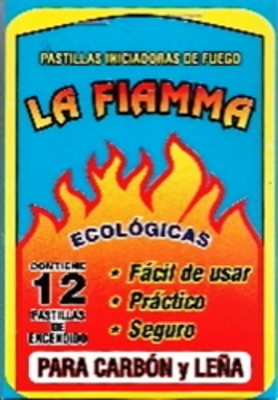 PASTILLAS INICIADORAS DE FUEGO
LA FIAMMA
ECOLÓGICAS
CONTIENE
12
PASTILLAS
DE
ENCENDIDO
* Fácil de usar
* Práctico
* Seguro
PARA CARBÓN y LEÑA